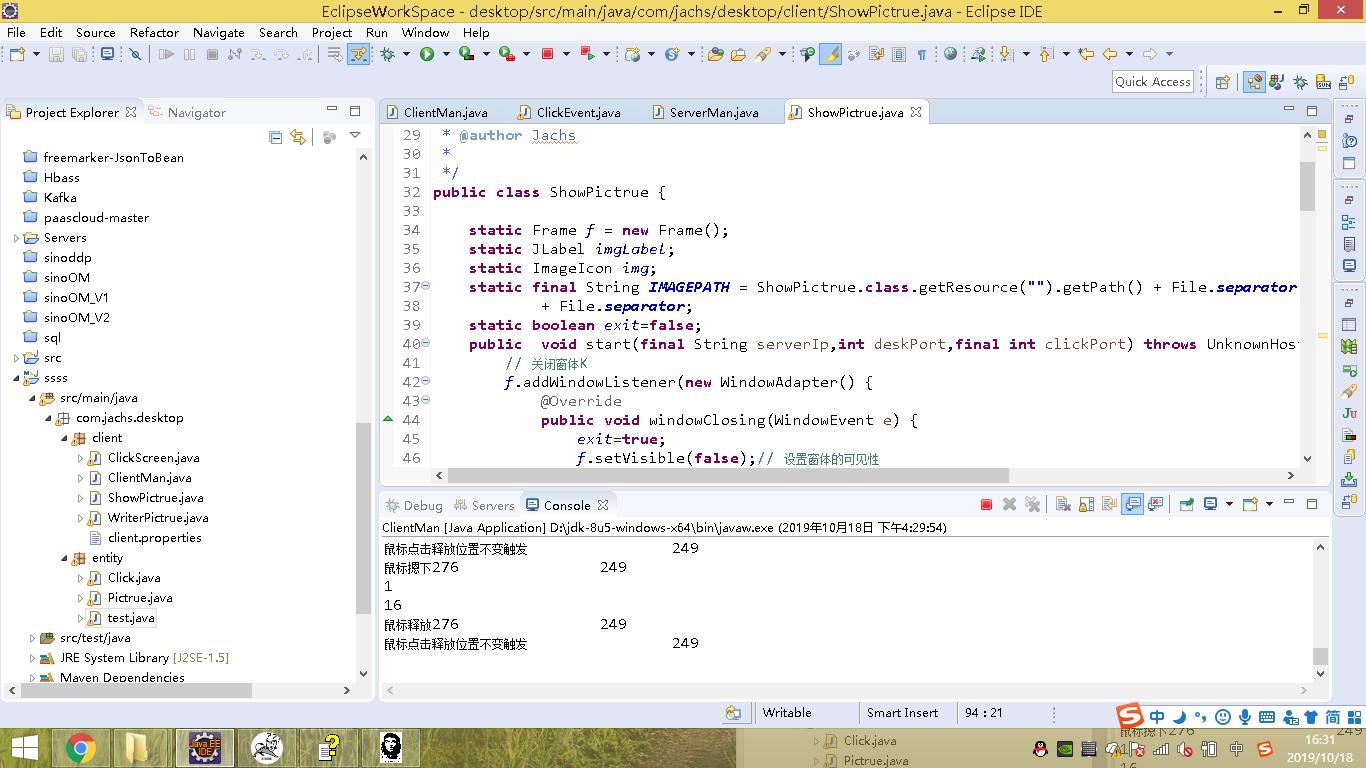 EclipseWorkSpace - desktop/src/main/java/com/jachs/desktop/client/ShowPictrue.java - Eclipse IDE
File Edit Source Refactor Navigate Search Project Run Window Help
Quick Access
Project Explorer Navigator
freemarker-JsonToBean
Hbass
Kafka
paascloud-master
Servers
sinoddp
sinoOM
sinoOM_V1
sinoOM_V2
sql
src
ssss
src/main/java
com.jachs.desktop
client
ClickScreen.java
ClientMan.java
ShowPictrue.java
WriterPictrue.java
client.properties
entity
Click.java
Pictrue.java
test.java
src/test/java
JRE System Library [J2SE-1.5]
Maven Dependencies
ClientMan.java ClickEvent.java ServerMan.java ShowPictrue.java
29 * @author Jachs
30 *
31 */
32 public class ShowPictrue {
33
34 static Frame f = new Frame();
35 static JLabel imgLabel;
36 static ImageIcon img;
37 static final String IMAGEPATH = ShowPictrue.class.getResource("").getPath() + File.separator
38 + File.separator;
39 static boolean exit=false;
40 public void start(final String serverIp,int deskPort,final int clickPort) throws UnknownHost
41 // 关闭窗体K
42 f.addWindowListener(new WindowAdapter() {
43 @Override
44 public void windowClosing(WindowEvent e) {
45 exit=true;
46 f.setVisible(false);// 设置窗体的可见性
Debug Servers Console
ClientMan [Java Application] D:\jdk-8u5-windows-x64\bin\javaw.exe (2019年10月18日 下午4:29:54)
鼠标点击释放位置不变触发 249
鼠标摁下276 249
1
16
鼠标释放276 249
鼠标点击释放位置不变触发 249
Writable Smart Insert 94 : 21
中 简
Click.java
Pictrue.java
鼠标摁下276 249
16
中
16:31
2019/10/18